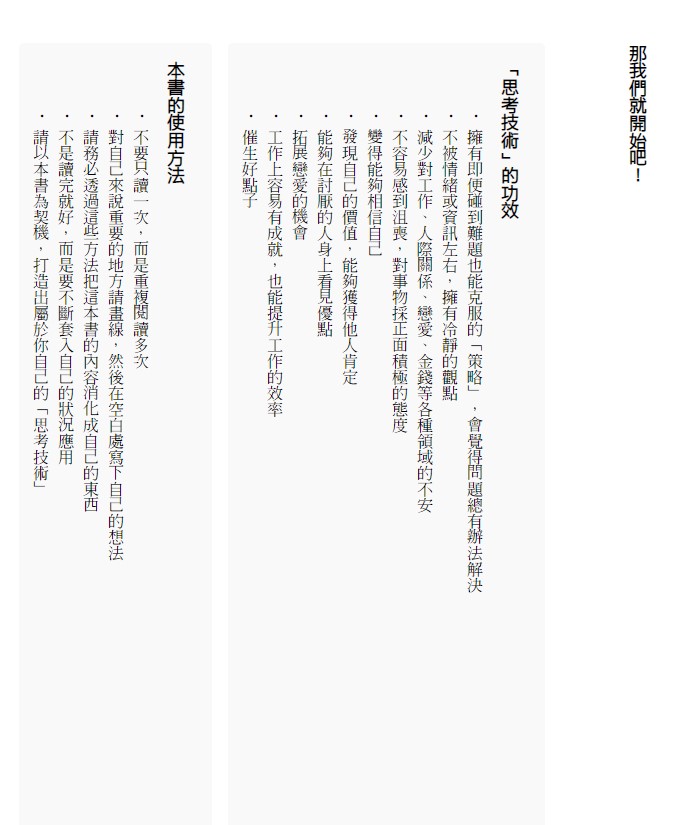 那我們就開始吧！
「思考技術」的功效
・擁有即便碰到難題也能克服的「策略」，會覺得問題總有辦法解決
・不被情緒或資訊左右，擁有冷靜的觀點
・減少對工作、人際關係、戀愛、金錢等各種領域的不安
・不容易感到沮喪，對事物採正面積極的態度
・變得能夠相信自己
・發現自己的價值，能夠獲得他人肯定
・能夠在討厭的人身上看見優點
・拓展戀愛的機會
・工作上容易有成就，也能提升工作的效率
・催生好點子
本書的使用方法
・不要只讀一次，而是重複閱讀多次
・對自己來說重要的地方請畫線，然後在空白處寫下自己的想法
・請務必透過這些方法把這本書的內容消化成自己的東西
・不是讀完就好，而是要不斷套入自己的狀況應用
・請以本書為契機，打造出屬於你自己的「思考技術」